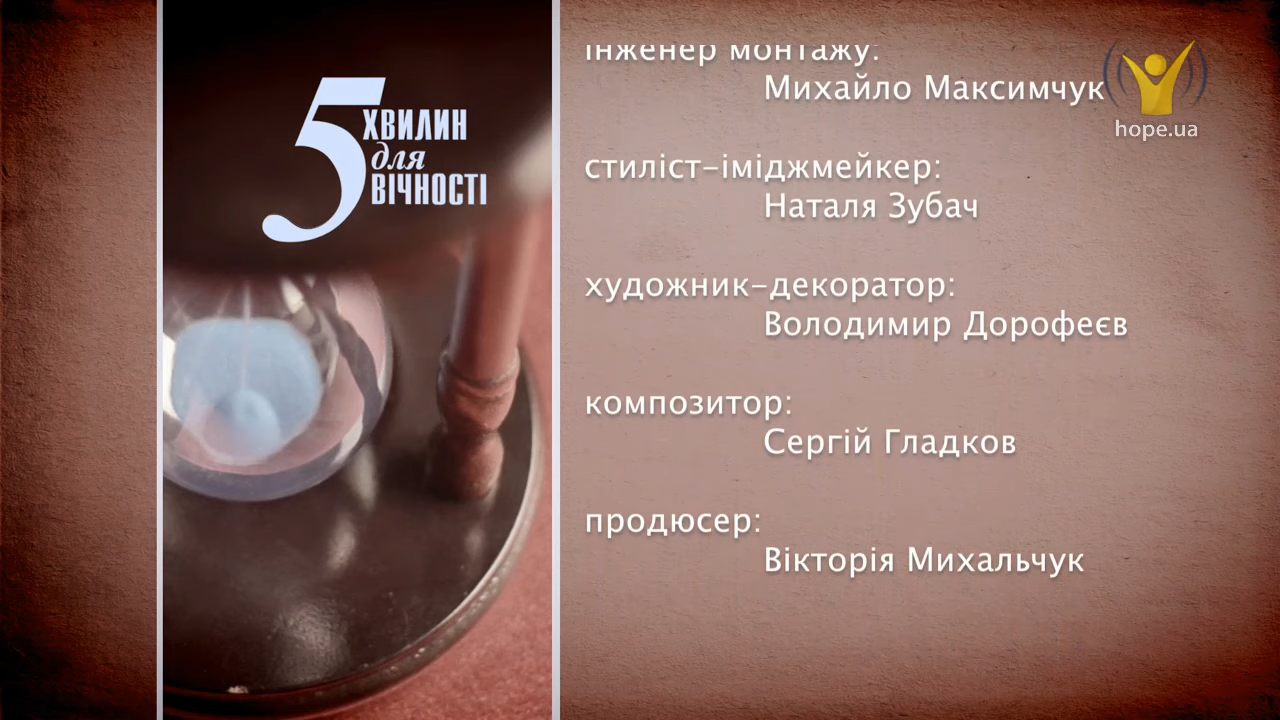 5 ХВИЛИН
для
ВІЧНОСТІ
інженер монтажу:
Михайло Максимчук
hope.ua
стиліст-іміджмейкер:
Наталя Зубач
художник-декоратор:
Володимир Дорофеєв
композитор:
Сергій Гладков
продюсер:
Вікторія Михальчук